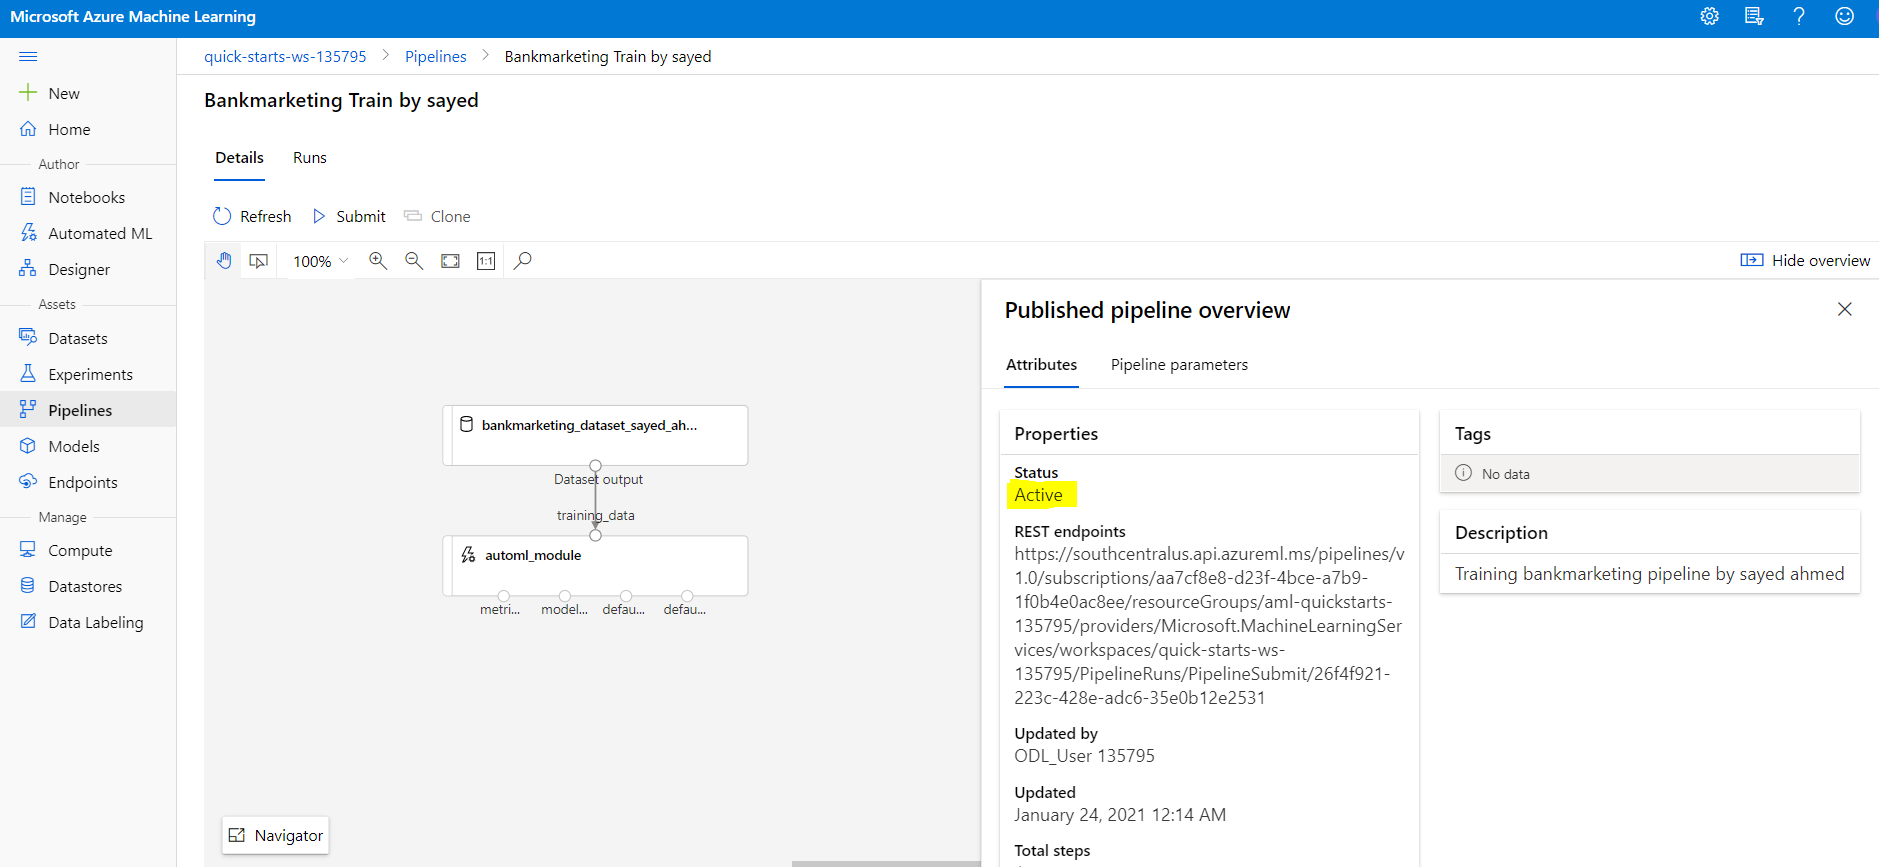 Microsoft Azure Machine Learning
quick-starts-ws-135795 > Pipelines > Bankmarketing Train by sayed
New
Home
Author
Notebooks
Automated ML
Designer
Assets
Datasets
Experiments
Pipelines
Models
Endpoints
Manage
Compute
Datastores
Data Labeling
Bankmarketing Train by sayed
Details Runs
Refresh Submit Clone
100% 1:1 Hide overview
bankmarketing_dataset_sayed_ah...
Dataset output
training_data
automl_module
metri... model... defau... defau...
Navigator
Published pipeline overview
Attributes Pipeline parameters
Properties
Status
Active
REST endpoints
https://southcentralus.api.azureml.ms/pipelines/v
1.0/subscriptions/aa7cf8e8-d23f-4bce-a7b9-
1f0b4e0ac8ee/resourceGroups/aml-quickstarts-
135795/providers/Microsoft.MachineLearningSer
vices/workspaces/quick-starts-ws-
135795/PipelineRuns/PipelineSubmit/26f4f921-
223c-428e-adc6-35e0b12e2531
Updated by
ODL_User 135795
Updated
January 24, 2021 12:14 AM
Total steps
Tags
No data
Description
Training bankmarketing pipeline by sayed ahmed